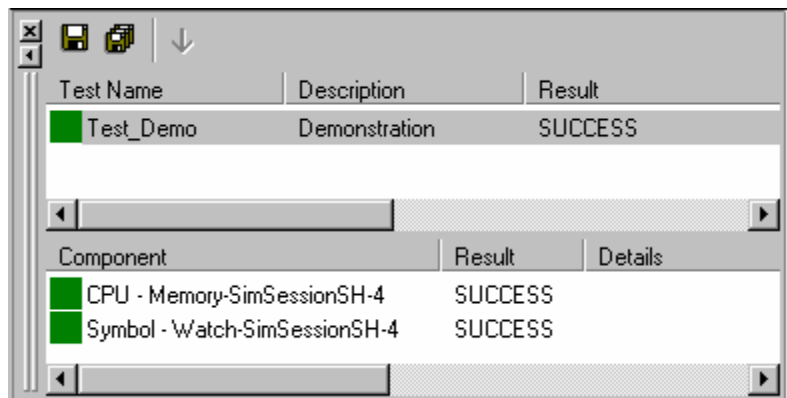 Test Name Description Result
Test_Demo Demonstration SUCCESS
Component Result Details
CPU - Memory-SimSessionSH-4 SUCCESS
Symbol - Watch-SimSessionSH-4 SUCCESS